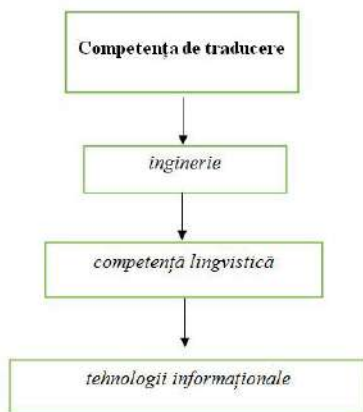 Competența de traducere
inginerie
competență lingvistică
tehnologii informaționale